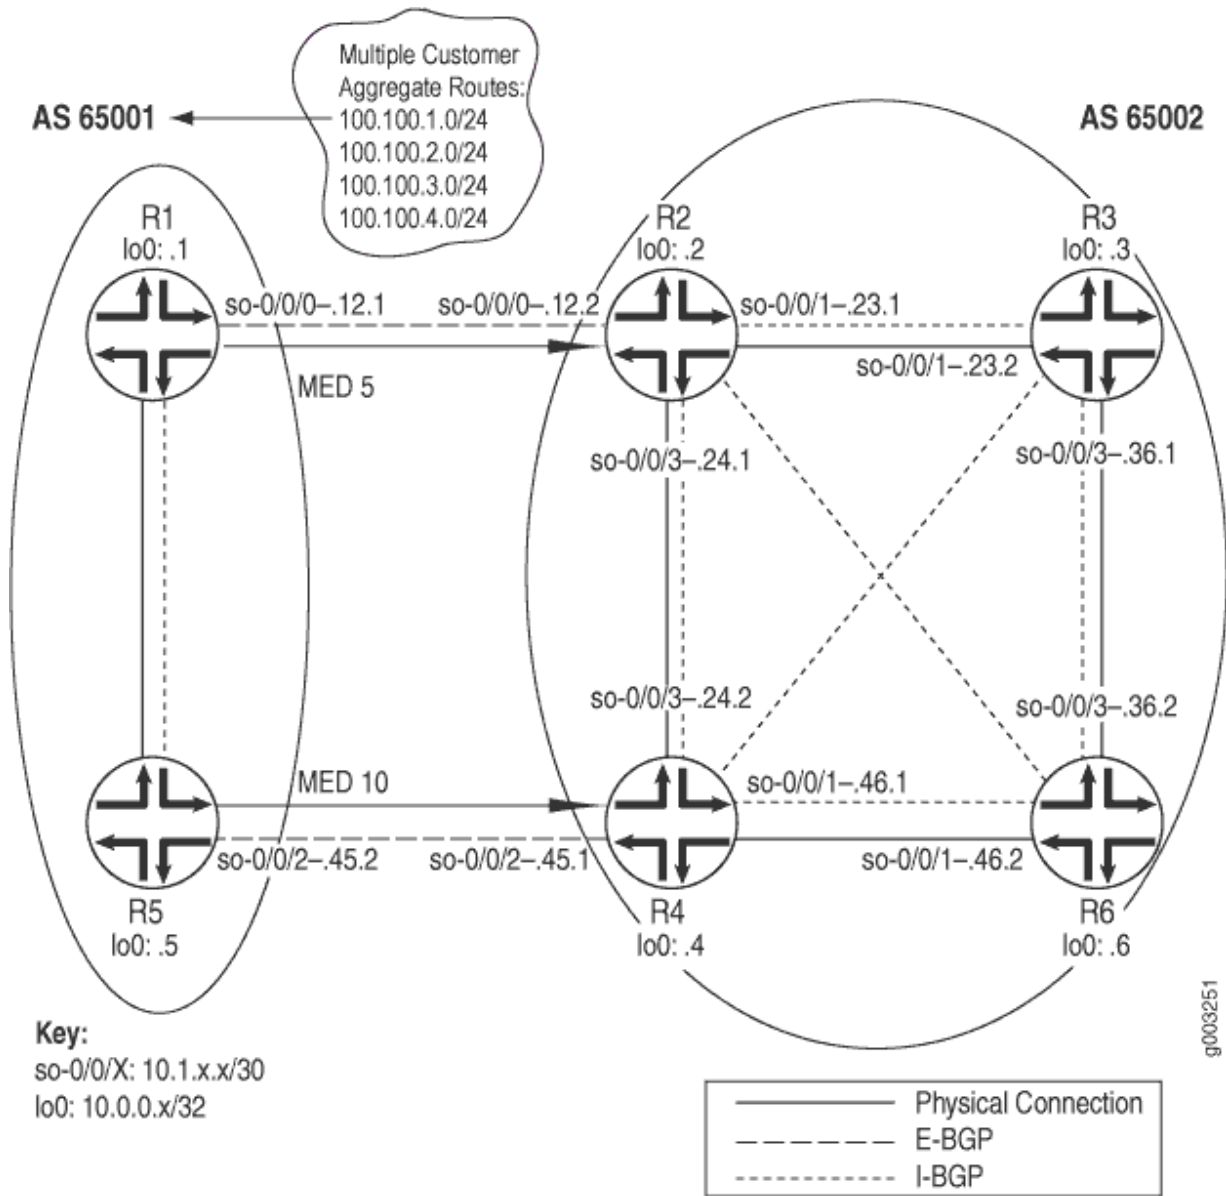 Multiple Customer
Aggregate Routes:
100.100.1.0/24
100.100.2.0/24
100.100.3.0/24
100.100.4.0/24
AS 65001
AS 65002
R1
lo0: .1
R2
lo0: .2
R3
lo0: .3
so-0/0/0–.12.1
so-0/0/0–.12.2
so-0/0/1–.23.1
so-0/0/1–.23.2
MED 5
so-0/0/3–.24.1
so-0/0/3–.36.1
so-0/0/3–.24.2
so-0/0/3–.36.2
MED 10
so-0/0/1–.46.1
so-0/0/2–.45.2
so-0/0/2–.45.1
so-0/0/1–.46.2
R5
lo0: .5
R4
lo0: .4
R6
lo0: .6
Key:
so-0/0/X: 10.1.x.x/30
lo0: 10.0.0.x/32
g003251
Physical Connection
E-BGP
I-BGP